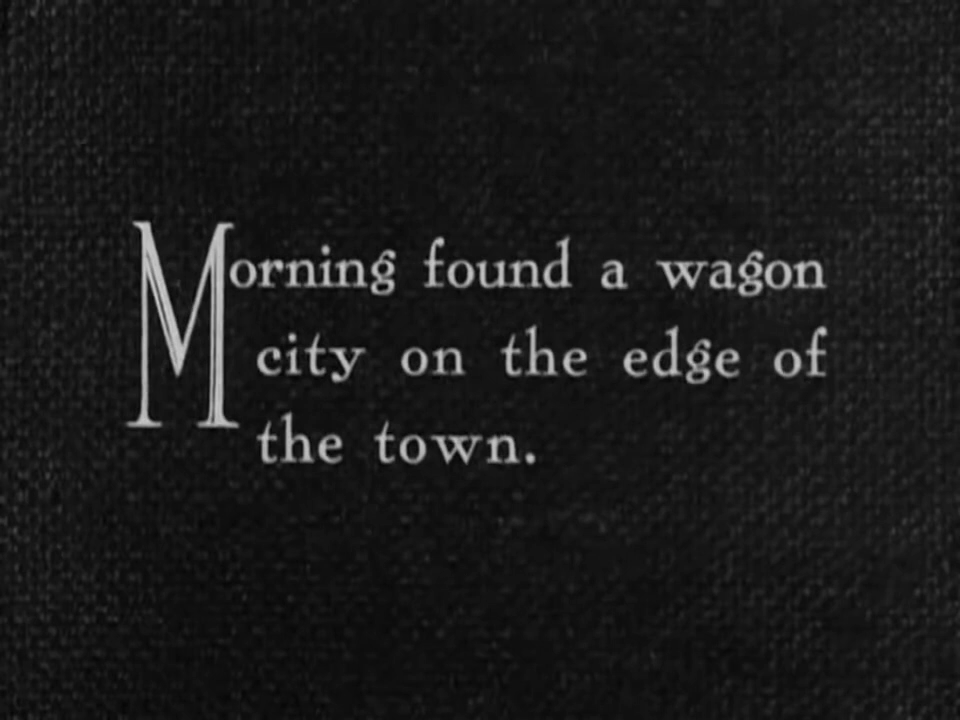 Morning found a wagon
city on the edge of
the town.